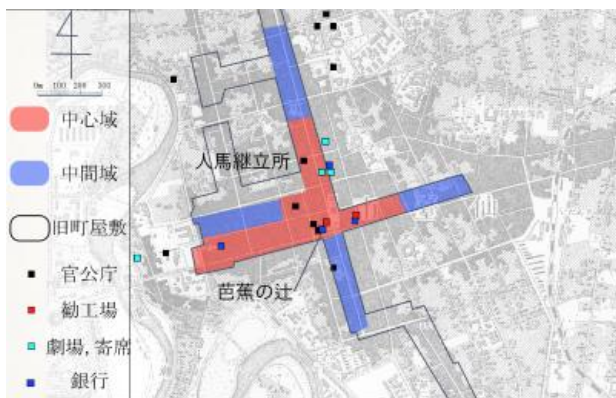 0m 100 200 300
中心域
中間域
旧町屋敷
官公庁
勧工場
劇場,寄席
銀行
人馬継立所
芭蕉の辻
仙